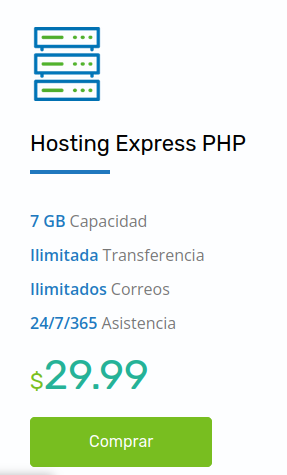 Hosting Express PHP
7 GB Capacidad
Ilimitada Transferencia
Ilimitados Correos
24/7/365 Asistencia
$29.99
Comprar